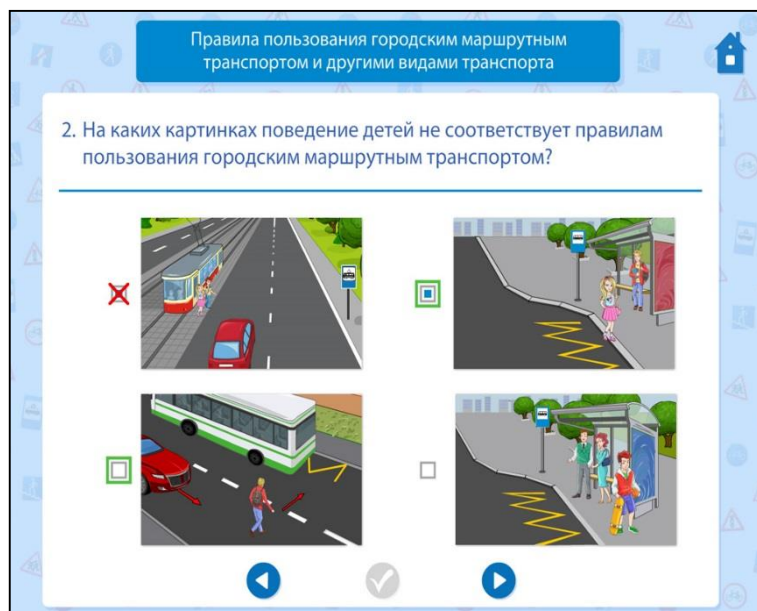 Правила пользования городским маршрутным
транспортом и другими видами транспорта
2. На каких картинках поведение детей не соответствует правилам
пользования городским маршрутным транспортом?